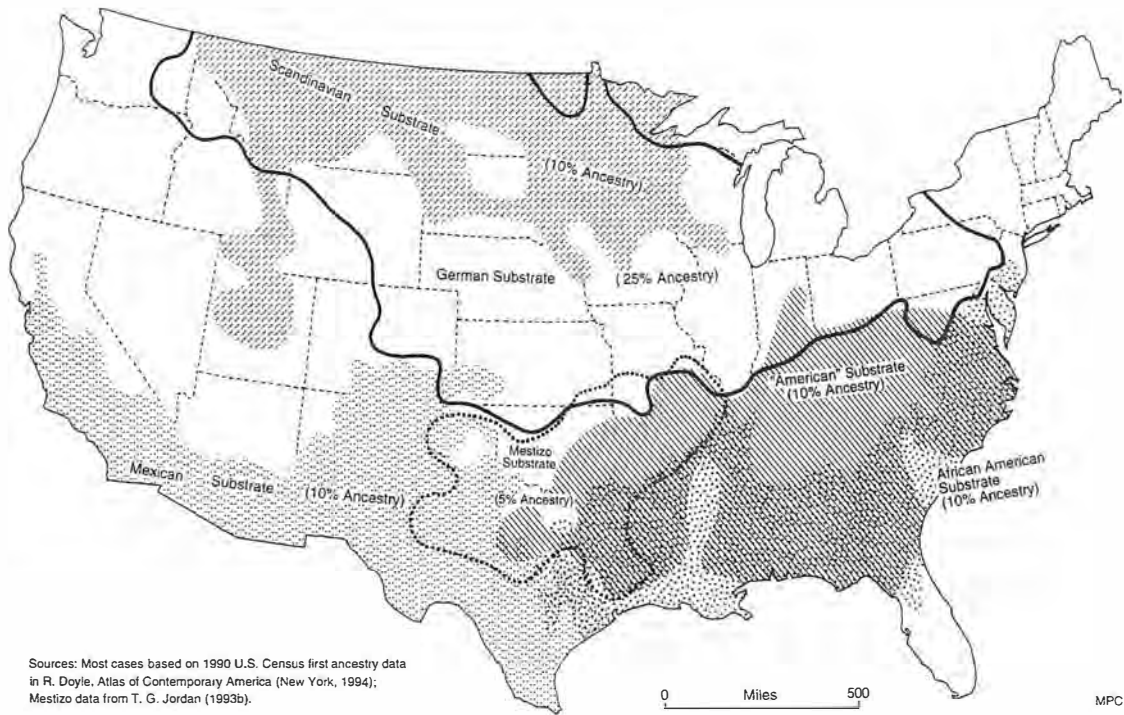 Scandinavian
Substrate
(10% Ancestry)
German Substrate
(25% Ancestry)
"American" Substrate
(10% Ancestry)
Mestizo
Substrate
(5% Ancestry)
African American
Substrate
(10% Ancestry)
Mexican Substrate (10% Ancestry)
Sources: Most cases based on 1990 U.S. Census first ancestry data
in R. Doyle, Atlas of Contemporary America (New York, 1994);
Mestizo data from T. G. Jordan (1993b).
0 Miles 500
MPC